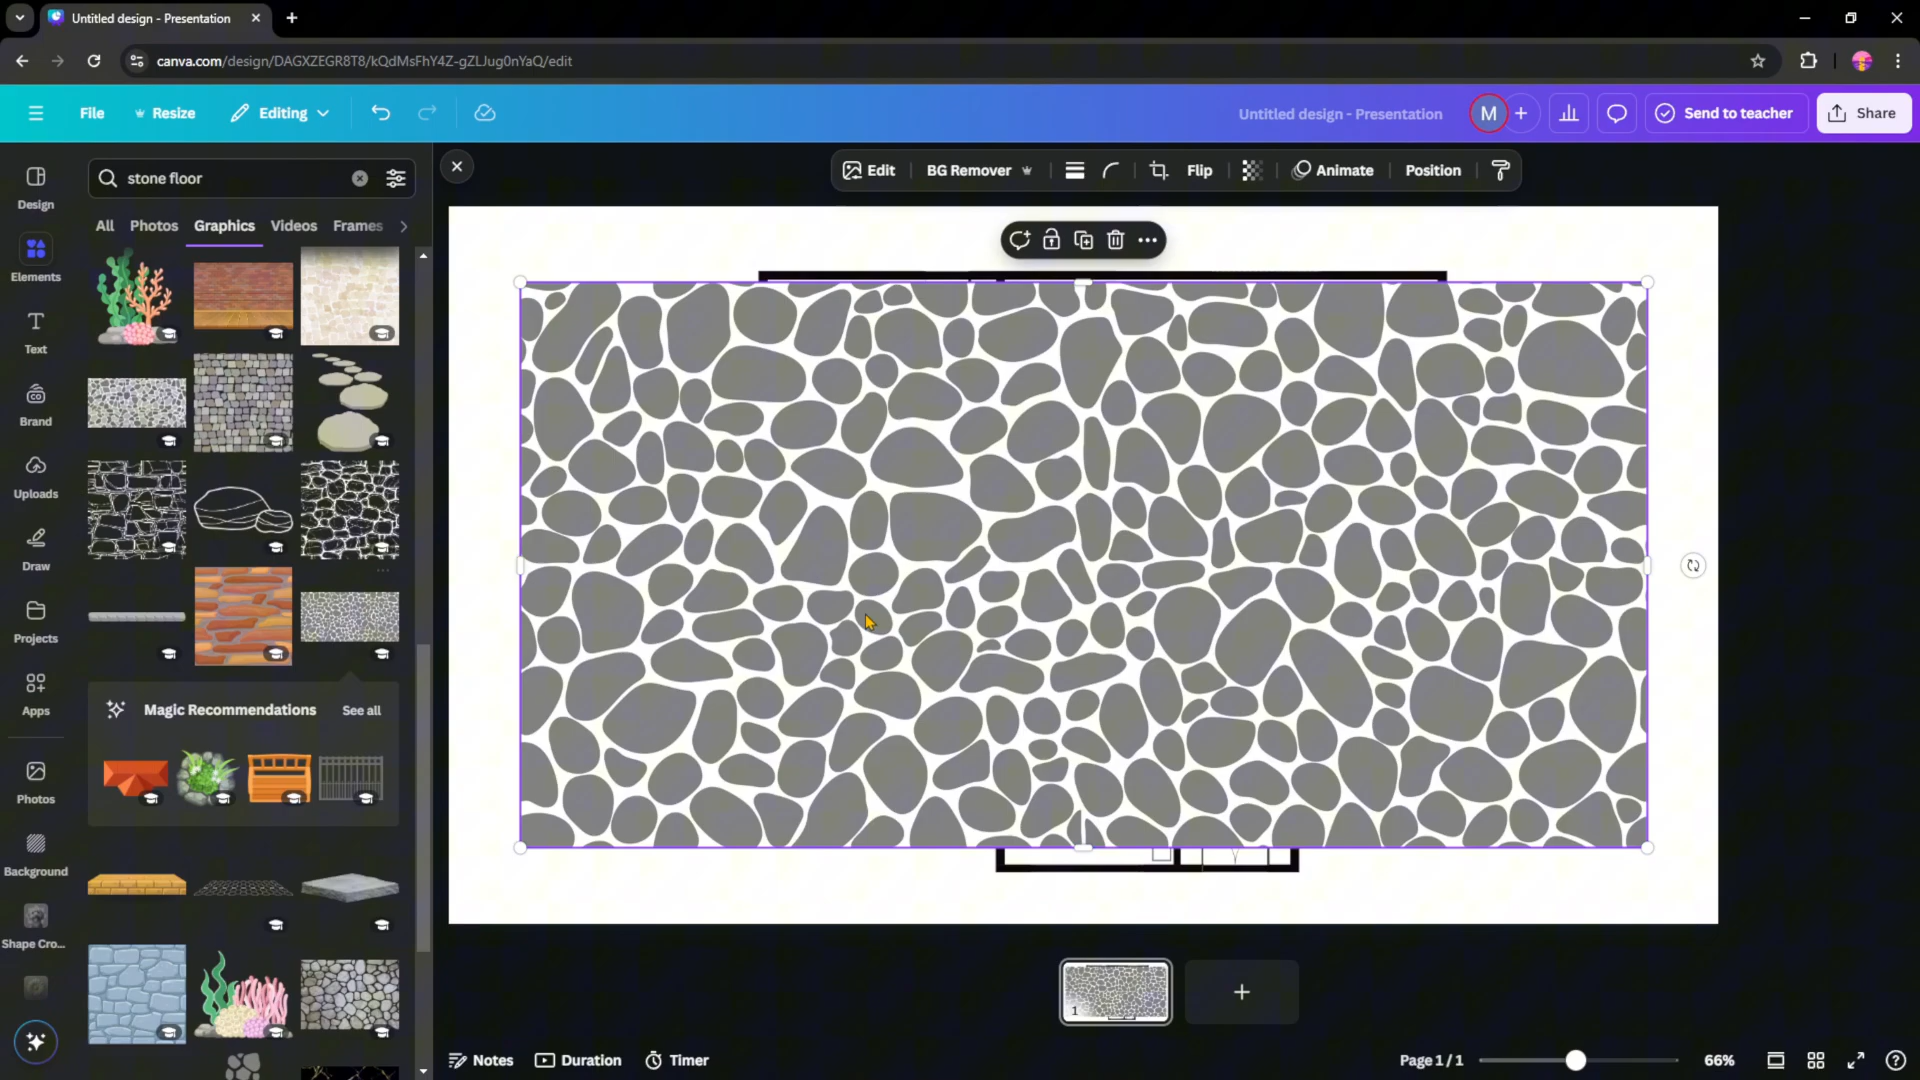 Untitled design - Presentation
canva.com/design/DAGXZEGR8T8/kQdMsFhY4Z-gZLJug0nYaQ/edit
File
Resize
Editing
Untitled design - Presentation
M
Send to teacher
Share
Design
Elements
Text
Brand
Uploads
Draw
Projects
Apps
Photos
Background
Shape Cro...
stone floor
All
Photos
Graphics
Videos
Frames
Magic Recommendations
See all
Edit
BG Remover
Flip
Animate
Position
1
Notes
Duration
Timer
Page 1 / 1
66%